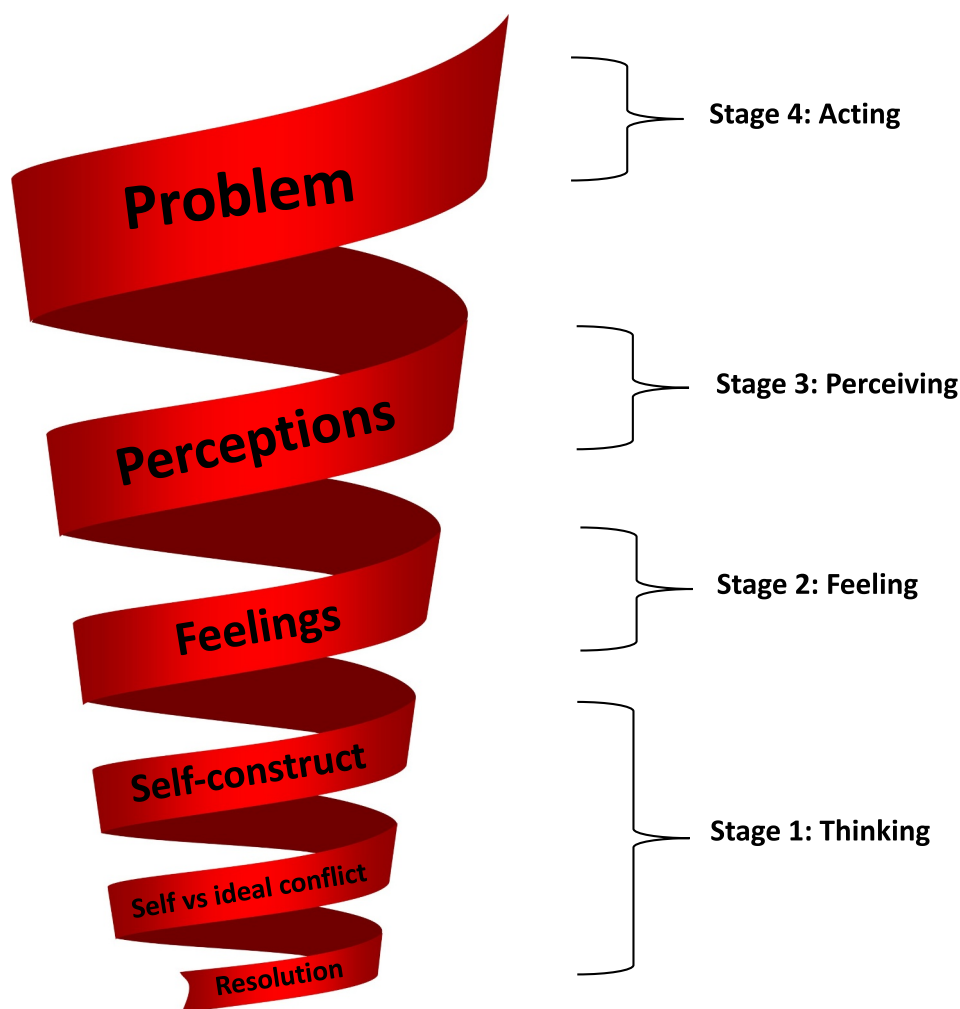 Problem
Stage 4: Acting
Perceptions
Stage 3: Perceiving
Feelings
Stage 2: Feeling
Self-construct
Self vs ideal conflict
Resolution
Stage 1: Thinking